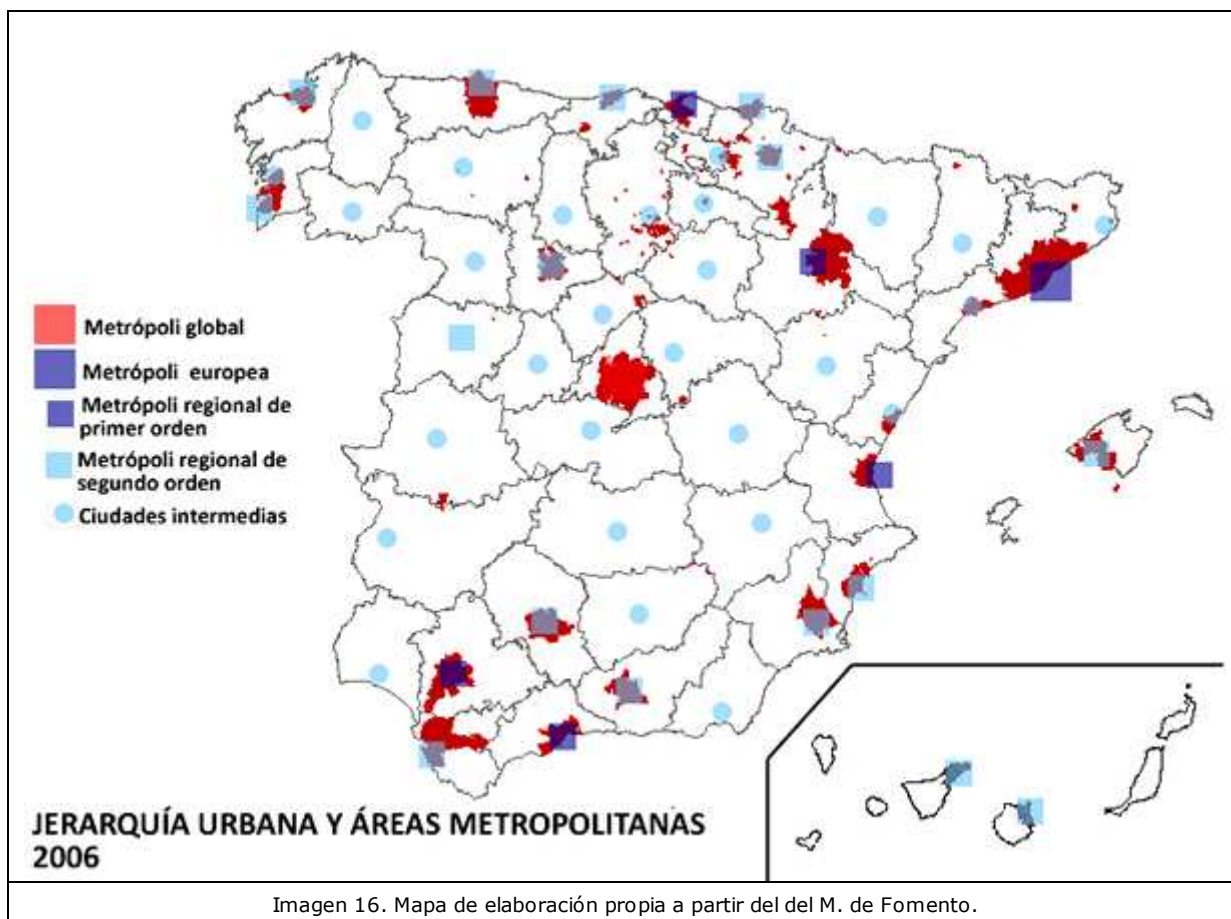 Metrópoli global
Metrópoli europea
Metrópoli regional de
primer orden
Metrópoli regional de
segundo orden
Ciudades intermedias
JERARQUÍA URBANA Y ÁREAS METROPOLITANAS
2006
Imagen 16. Mapa de elaboración propia a partir del del M. de Fomento.